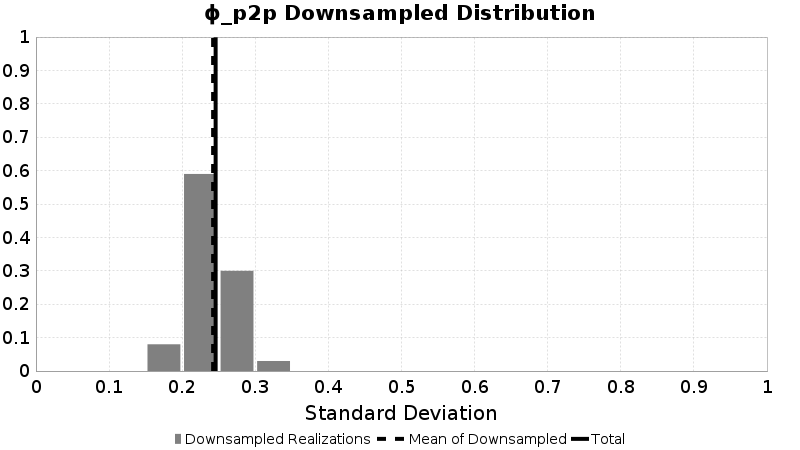 ϕ_p2p Downsampled Distribution
1
0.9
0.8
0.7
0.6
0.5
0.4
0.3
0.2
0.1
0
0 0.1 0.2 0.3 0.4 0.5 0.6 0.7 0.8 0.9 1
Standard Deviation
Downsampled Realizations Mean of Downsampled Total